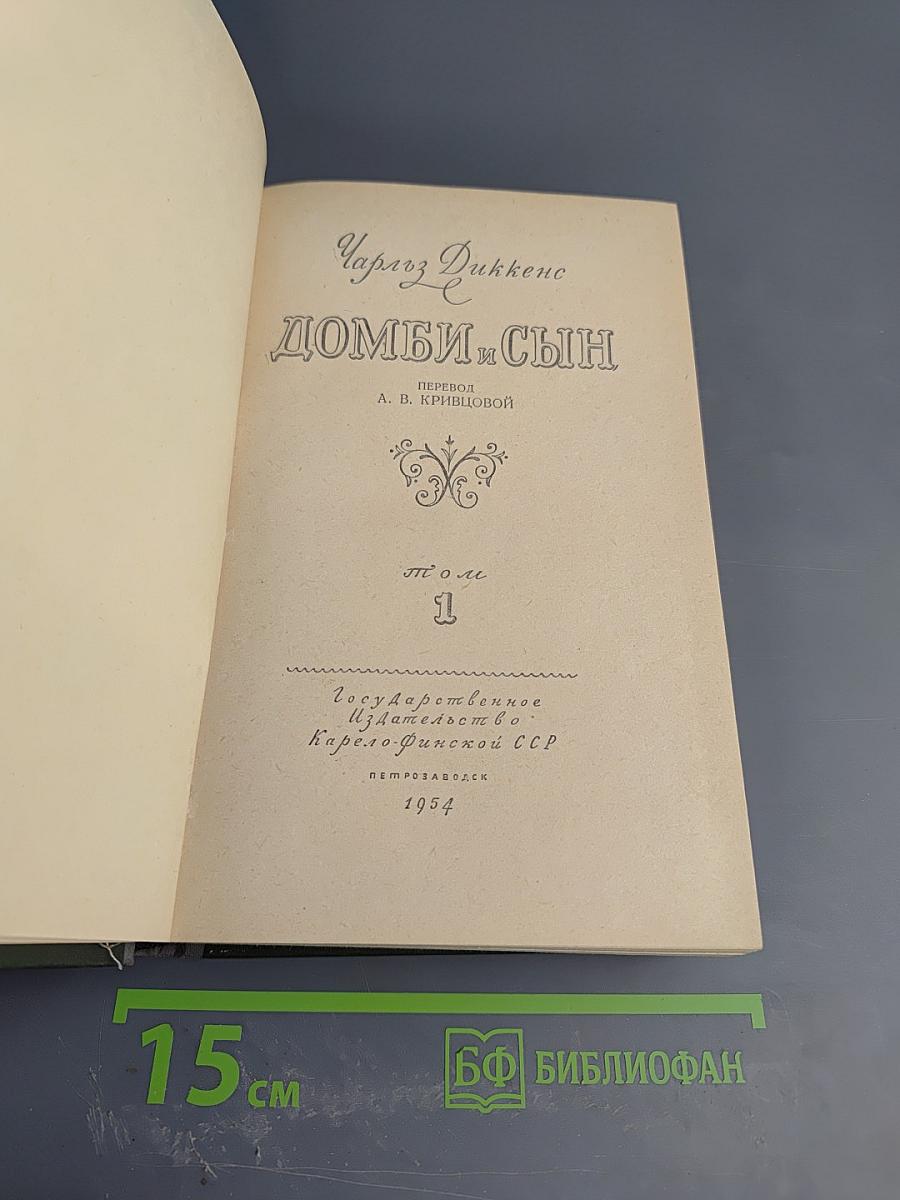 Чарльз Диккенс
ДОМБИ и СЫН
ПЕРЕВОД
А. В. КРИВЦОВОЙ
том
1
Государственное
Издательство
Карело-Финской ССР
ПЕТРОЗАВОДСК
1954
15 см
БФ БИБЛИОФАН